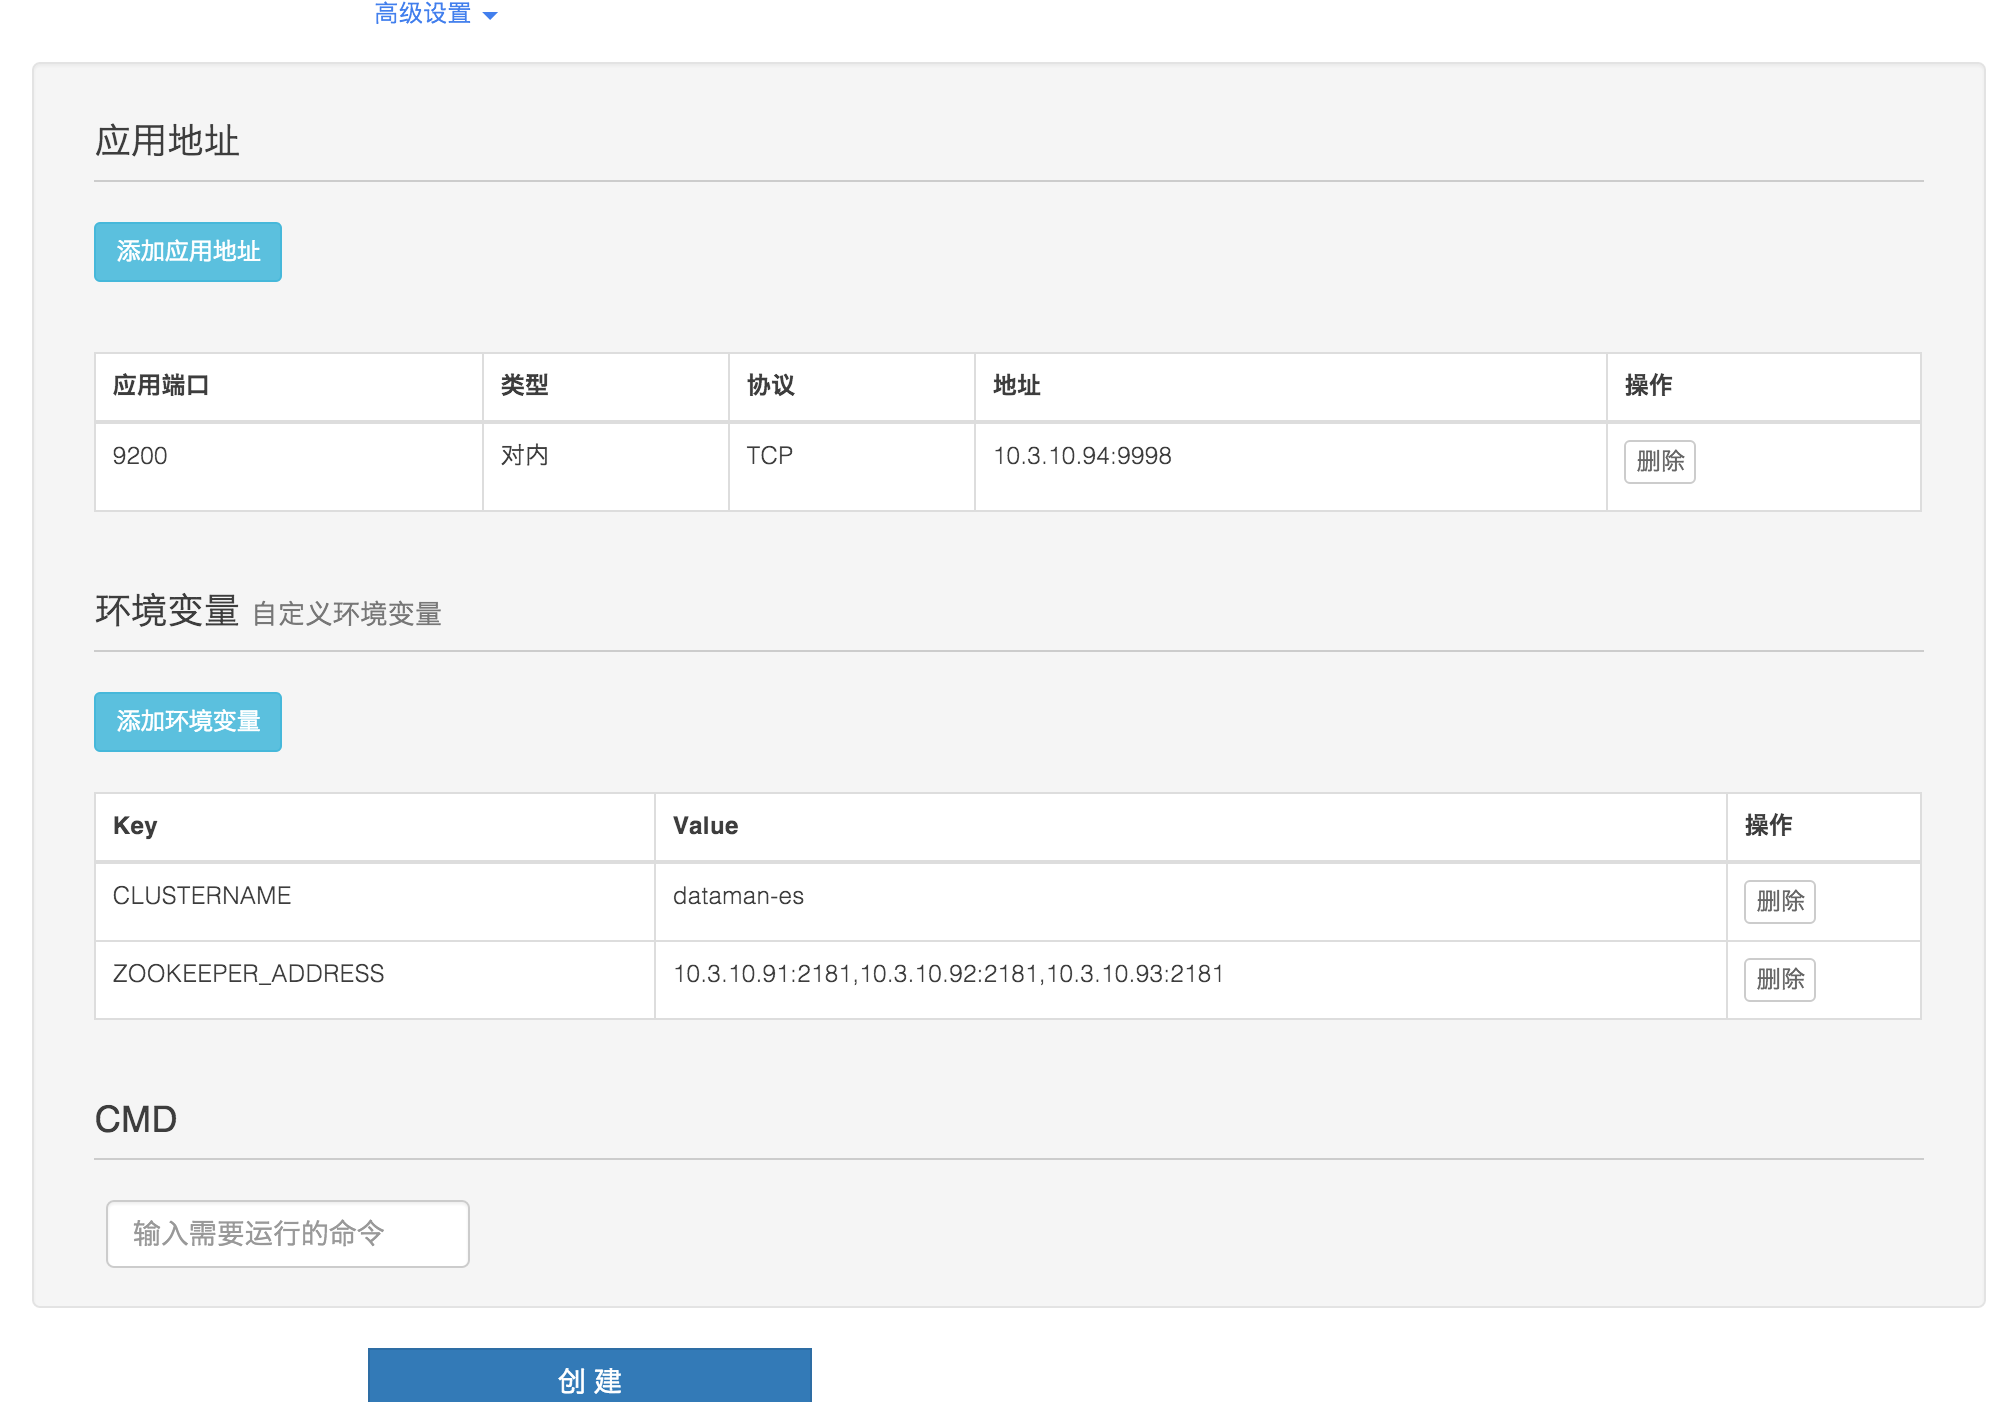 高级设置
应用地址
添加应用地址
应用端口 类型 协议 地址 操作
9200 对内 TCP 10.3.10.94:9998 删除
环境变量 自定义环境变量
添加环境变量
Key Value 操作
CLUSTERNAME dataman-es 删除
ZOOKEEPER_ADDRESS 10.3.10.91:2181,10.3.10.92:2181,10.3.10.93:2181 删除
CMD
输入需要运行的命令
创 建